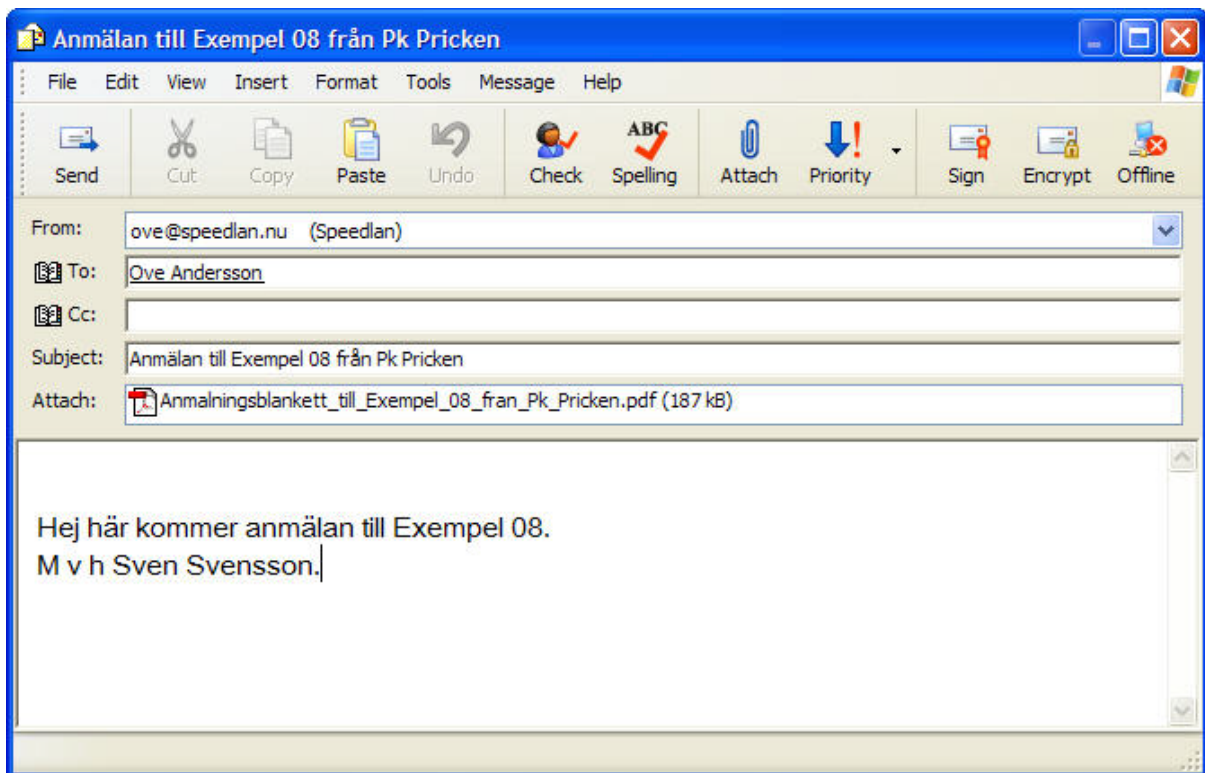 Anmälan till Exempel 08 från Pk Pricken
File Edit View Insert Format Tools Message Help
ABC
Send Cut Copy Paste Undo Check Spelling Attach Priority Sign Encrypt Offline
From: ove@speedlan.nu (Speedlan)
To: Ove Andersson
Cc:
Subject: Anmälan till Exempel 08 från Pk Pricken
Attach: Anmalningsblankett_till_Exempel_08_fran_Pk_Pricken.pdf (187 kB)
Hej här kommer anmälan till Exempel 08.
M v h Sven Svensson.